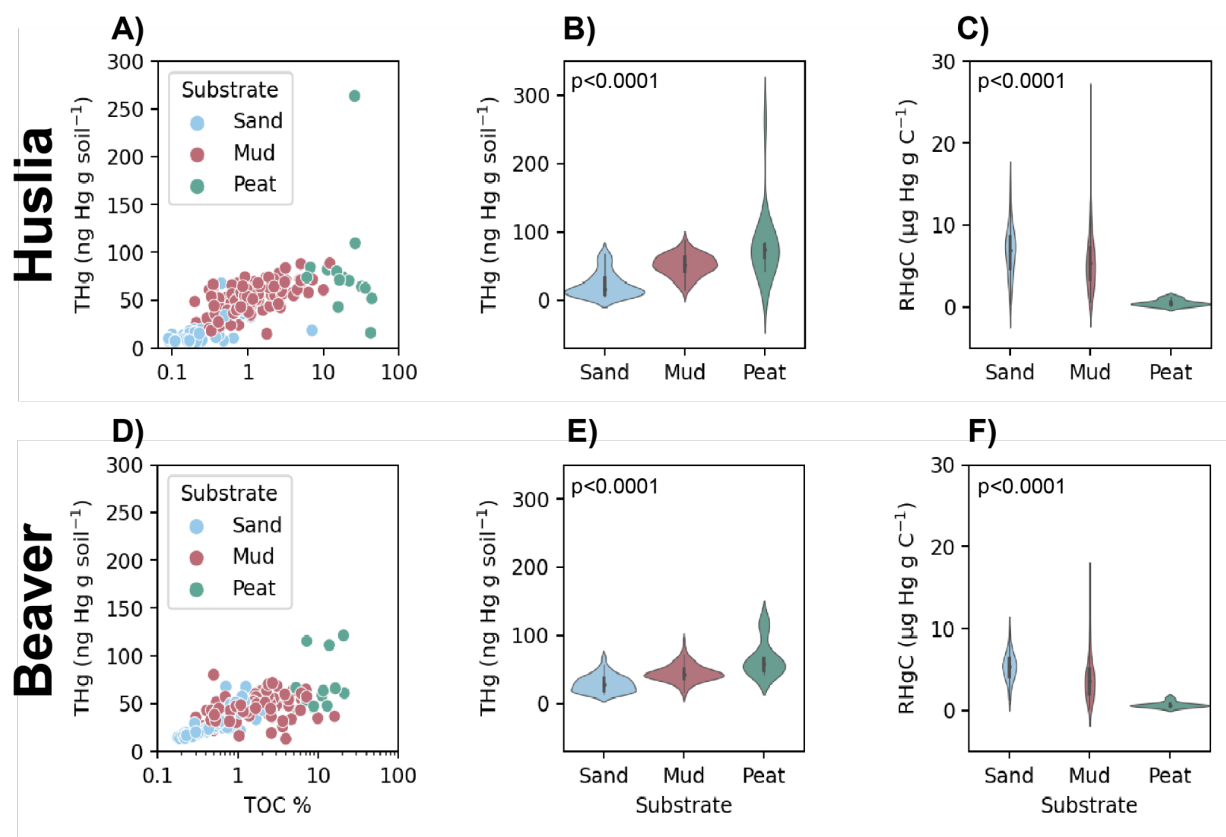 Huslia
A)
THg (ng Hg g soil⁻¹)
300
250
200
150
100
50
0
Substrate
Sand
Mud
Peat
0.1 1 10 100
B)
p<0.0001
THg (ng Hg g soil⁻¹)
300
200
100
0
Sand Mud Peat
C)
p<0.0001
RHgC (µg Hg g C⁻¹)
30
20
10
0
Sand Mud Peat
Beaver
D)
THg (ng Hg g soil⁻¹)
300
250
200
150
100
50
0
Substrate
Sand
Mud
Peat
0.1 1 10 100
TOC %
E)
p<0.0001
THg (ng Hg g soil⁻¹)
300
200
100
0
Sand Mud Peat
Substrate
F)
p<0.0001
RHgC (µg Hg g C⁻¹)
30
20
10
0
Sand Mud Peat
Substrate